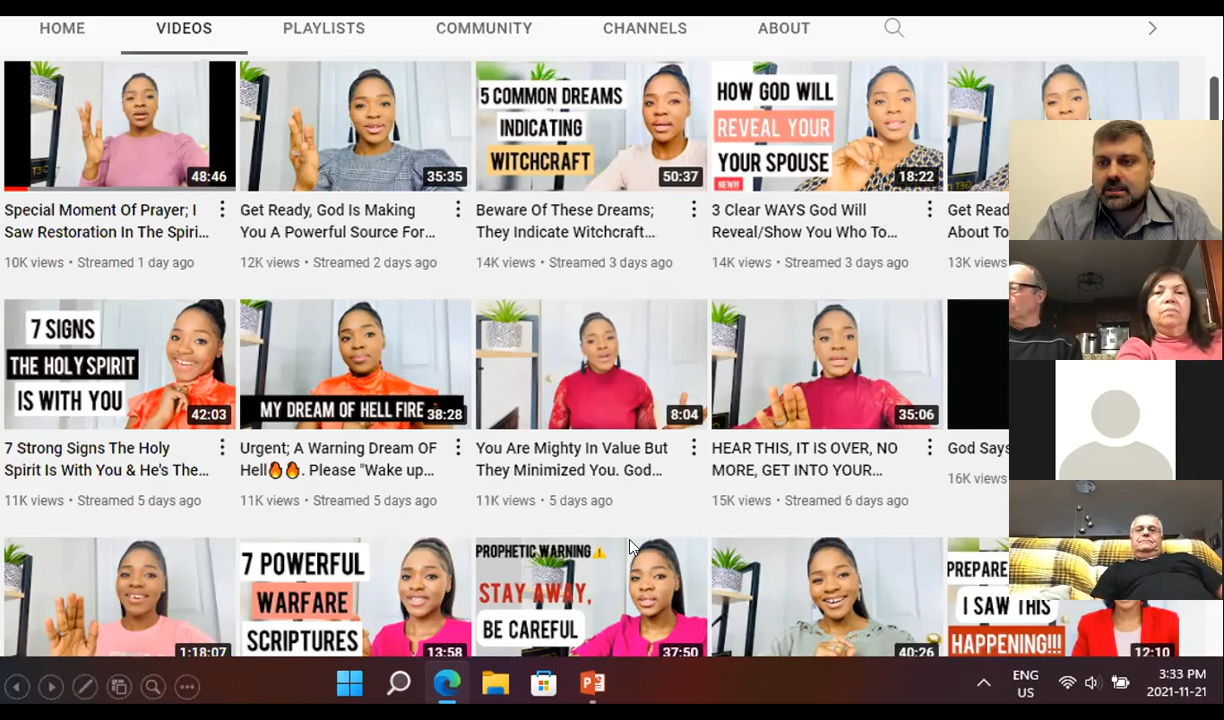 HOME VIDEOS PLAYLISTS COMMUNITY CHANNELS ABOUT
48:46
35:35
5 COMMON DREAMS
INDICATING
WITCHCRAFT
50:37
HOW GOD WILL
REVEAL YOUR
YOUR SPOUSE
NEW!!
18:22
Special Moment Of Prayer; I
Saw Restoration In The Spiri...
10K views • Streamed 1 day ago
Get Ready, God Is Making
You A Powerful Source For...
12K views • Streamed 2 days ago
Beware Of These Dreams;
They Indicate Witchcraft...
14K views • Streamed 3 days ago
3 Clear WAYS God Will
Reveal/Show You Who To...
14K views • Streamed 3 days ago
Get Read
About To
13K views
7 SIGNS
THE HOLY SPIRIT
IS WITH YOU
42:03
MY DREAM OF HELL FIRE
38:28
8:04
35:06
7 Strong Signs The Holy
Spirit Is With You & He's The...
11K views • Streamed 5 days ago
Urgent; A Warning Dream OF
Hell🔥🔥. Please "Wake up...
11K views • Streamed 5 days ago
You Are Mighty In Value But
They Minimized You. God...
11K views • 5 days ago
HEAR THIS, IT IS OVER, NO
MORE, GET INTO YOUR...
15K views • Streamed 6 days ago
God Says
16K views
1:18:07
7 POWERFUL
WARFARE
SCRIPTURES
13:58
PROPHETIC WARNING⚠️
STAY AWAY,
BE CAREFUL
37:50
40:26
PREPARE
I SAW THIS
HAPPENING!!!
12:10
ENG
US
3:33 PM
2021-11-21